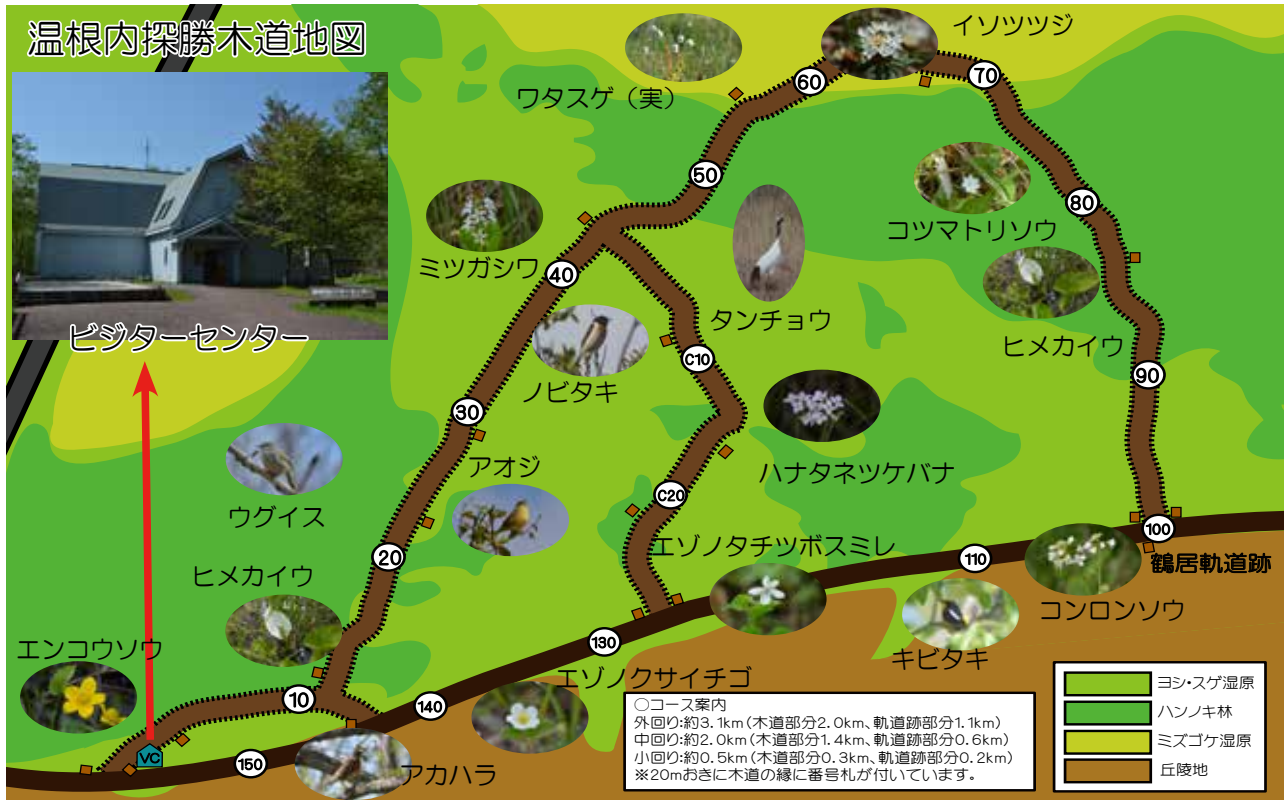 温根内探勝木道地図
ビジターセンター
イソツツジ
ワタスゲ（実）
ミツガシワ
コツマトリソウ
タンチョウ
ヒメカイウ
ノビタキ
ハナタネツケバナ
アオジ
ウグイス
エゾノタチツボスミレ
ヒメカイウ
鶴居軌道跡
コンロンソウ
キビタキ
エンコウソウ
エゾノクサイチゴ
アカハラ
VC
10
20
30
40
50
60
70
80
90
100
110
130
140
150
C10
C20
○コース案内
外回り:約3.1km(木道部分2.0km、軌道跡部分1.1km)
中回り:約2.0km(木道部分1.4km、軌道跡部分0.6km)
小回り:約0.5km(木道部分0.3km、軌道跡部分0.2km)
※20mおきに木道の縁に番号札が付いています。
ヨシ・スゲ湿原
ハンノキ林
ミズゴケ湿原
丘陵地